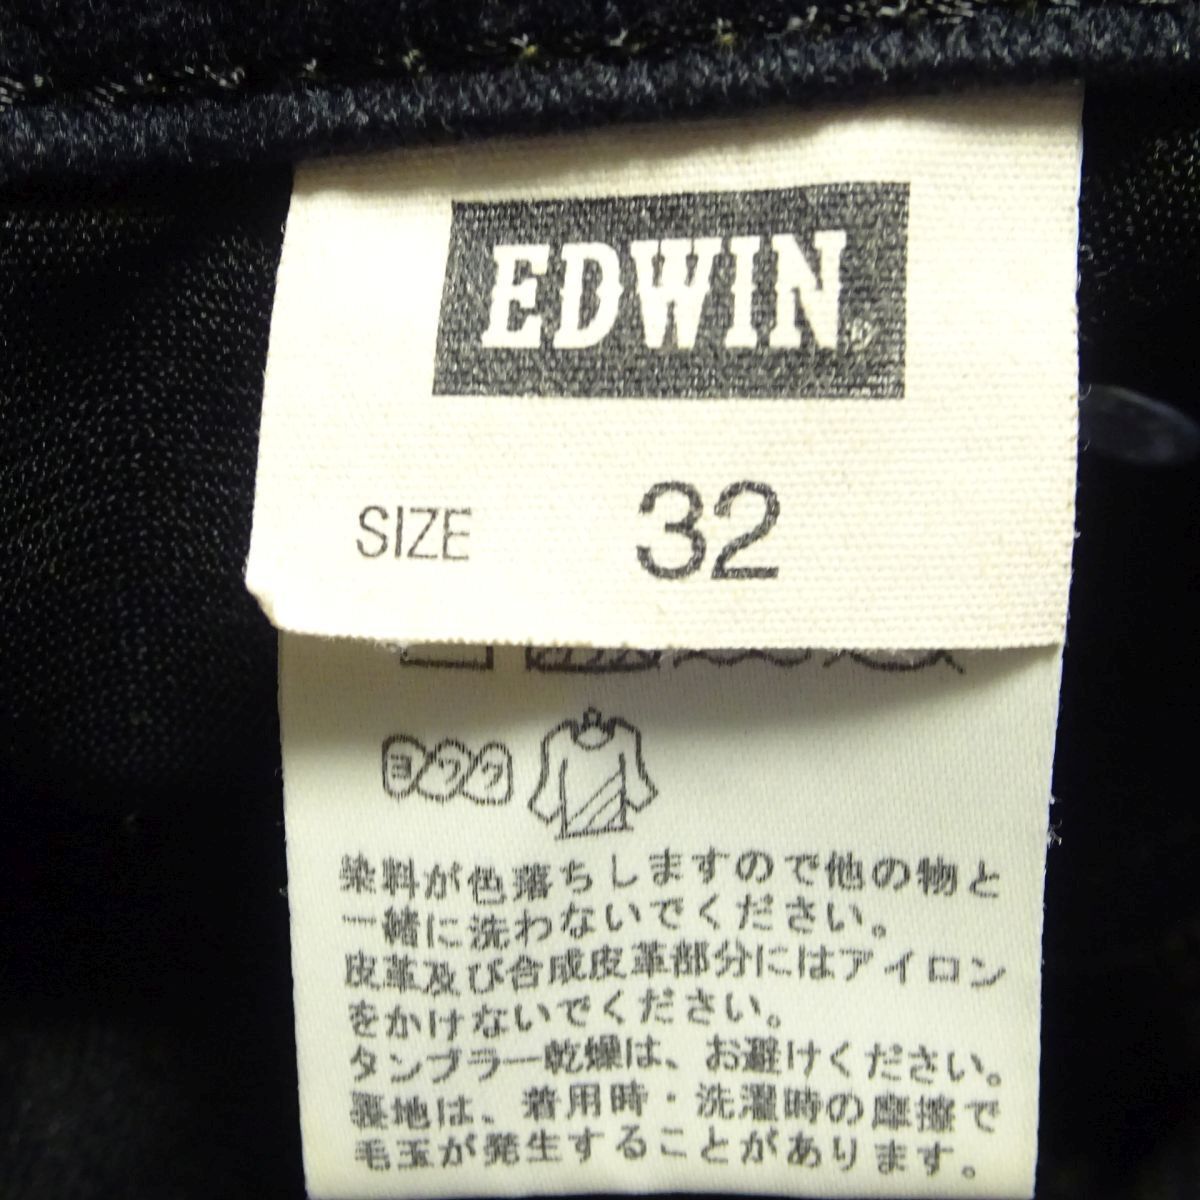 EDWIN®
SIZE 32
ヨワク
染料が色落ちしますので他の物と
一緒に洗わないでください。
皮革及び合成皮革部分にはアイロン
をかけないでください。
タンブラー乾燥は、お避けください。
裏地は、着用時・洗濯時の摩擦で
毛玉が発生することがあります。